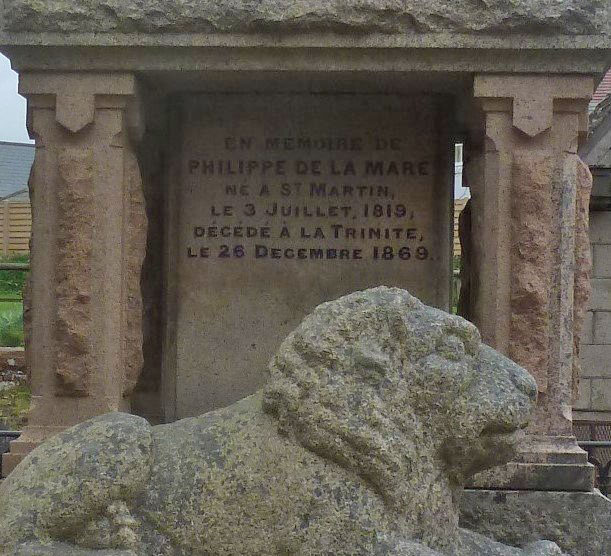 EN MEMOIRE DE
PHILIPPE DE LA MARE
NÉ A ST MARTIN,
LE 3 JUILLET, 1819,
DÉCÉDÉ À LA TRINITE,
LE 26 DECEMBRE 1869.